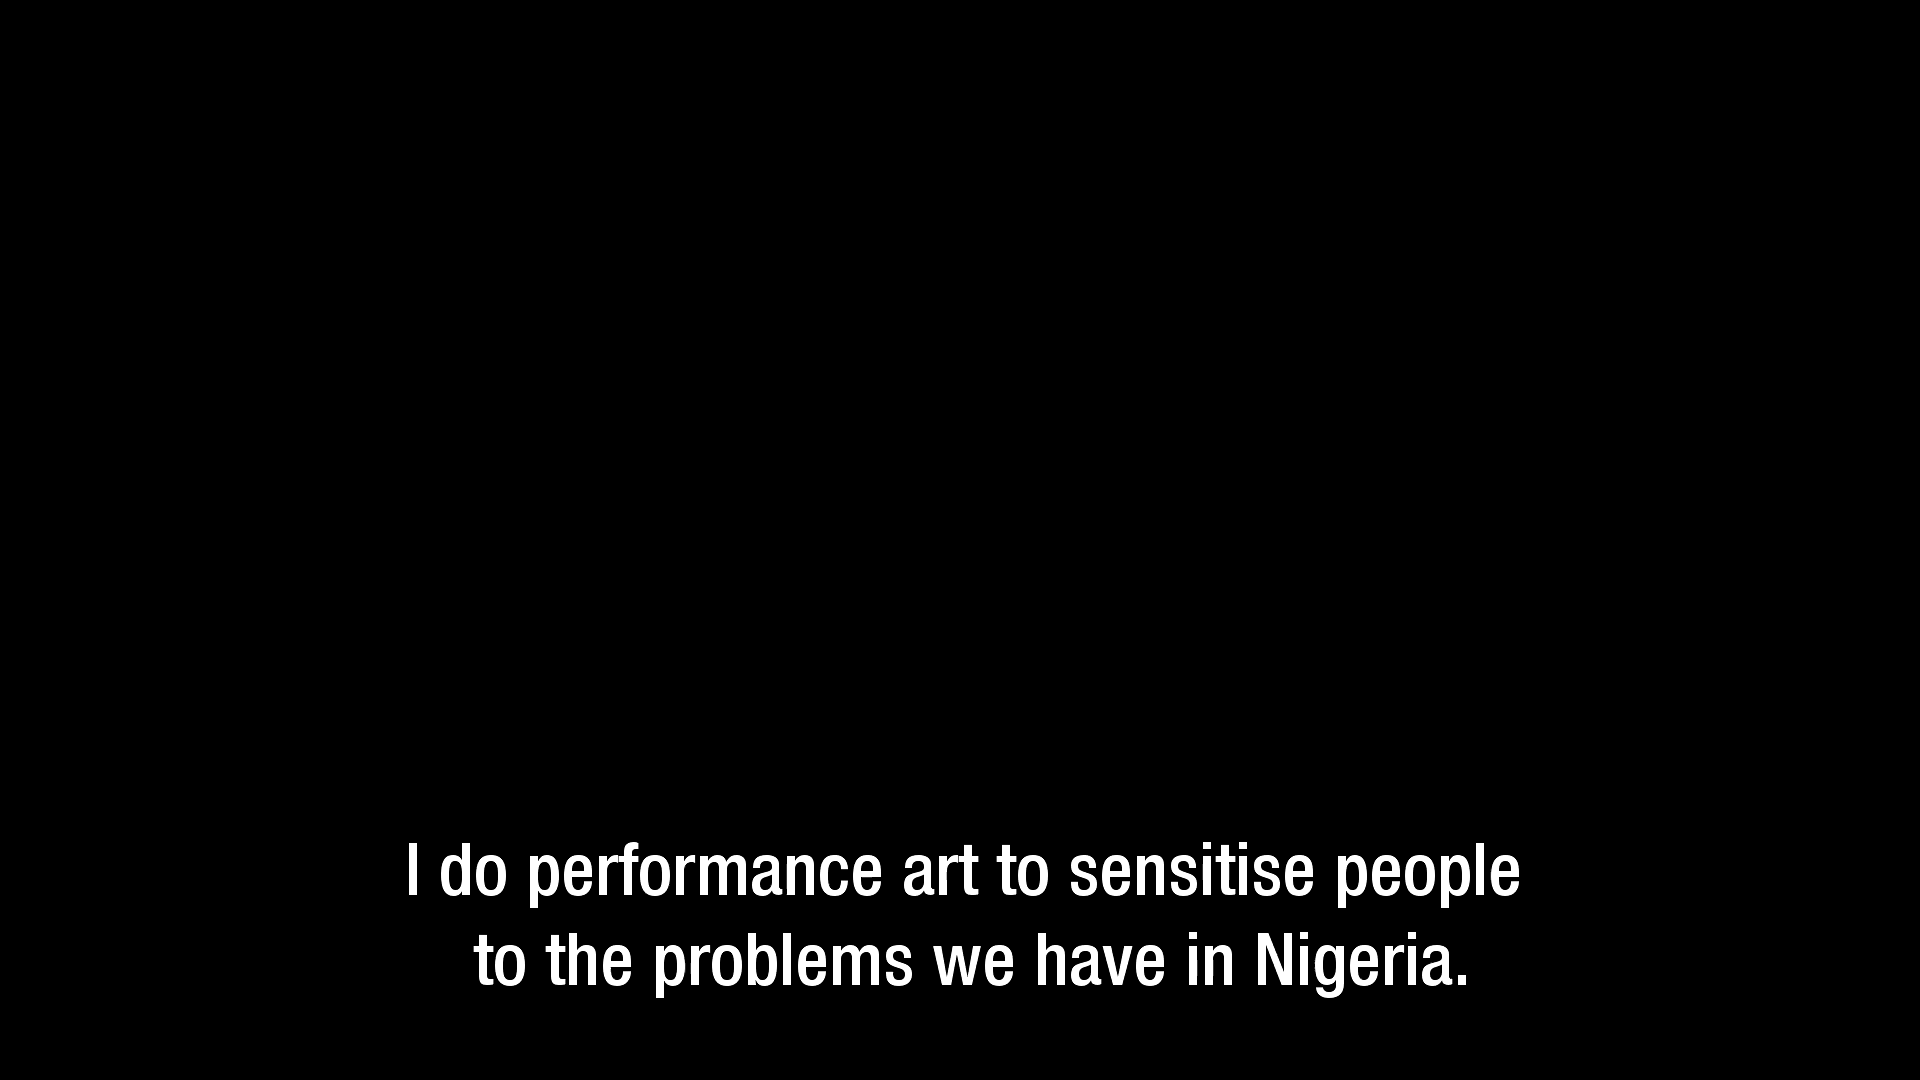 I do performance art to sensitise people
to the problems we have in Nigeria.